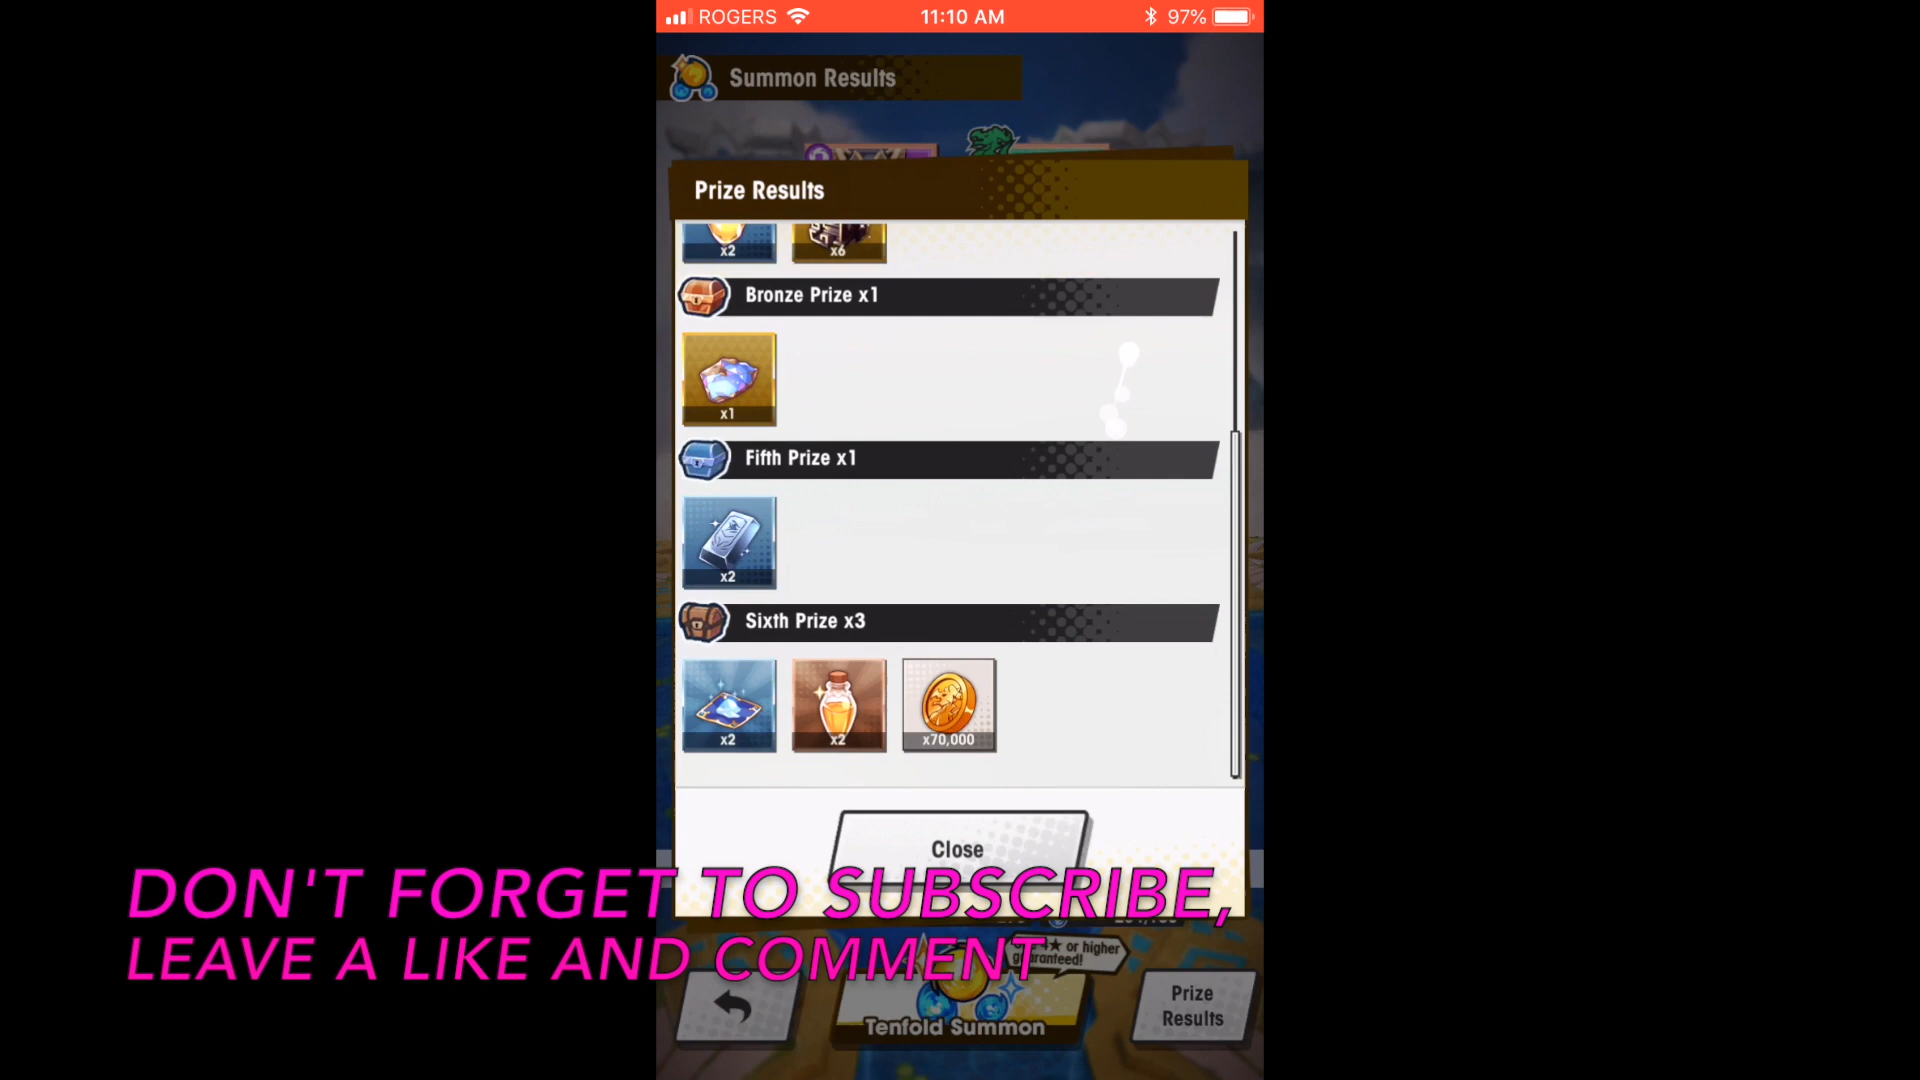 ROGERS 11:10 AM 97%
Summon Results
Prize Results
x2 x6
Bronze Prize x1
x1
Fifth Prize x1
x2
Sixth Prize x3
x2 x2 x70,000
Close
DON'T FORGET TO SUBSCRIBE,
LEAVE A LIKE AND COMMENT
or higher
guaranteed!
Tenfold Summon
Prize
Results